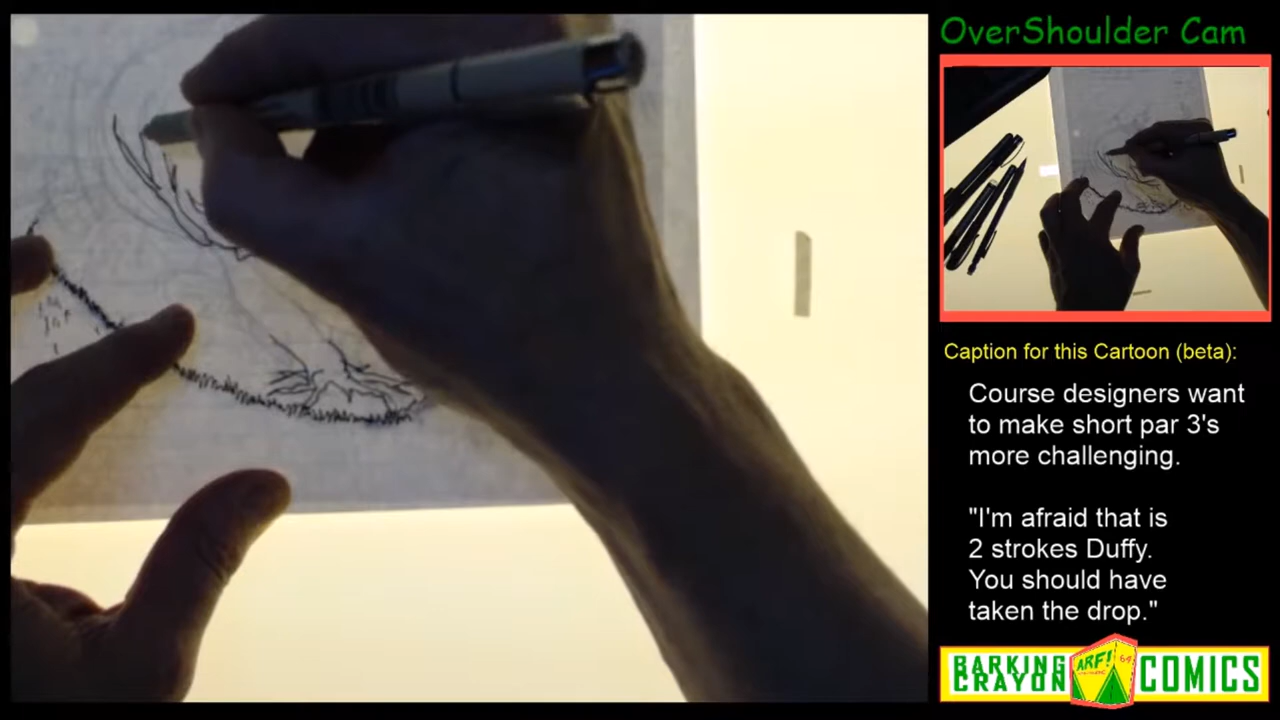 OverShoulder Cam
Caption for this Cartoon (beta):
Course designers want
to make short par 3's
more challenging.
"I'm afraid that is
2 strokes Duffy.
You should have
taken the drop."
BARKING
CRAYON
ARF!
64
COMICS